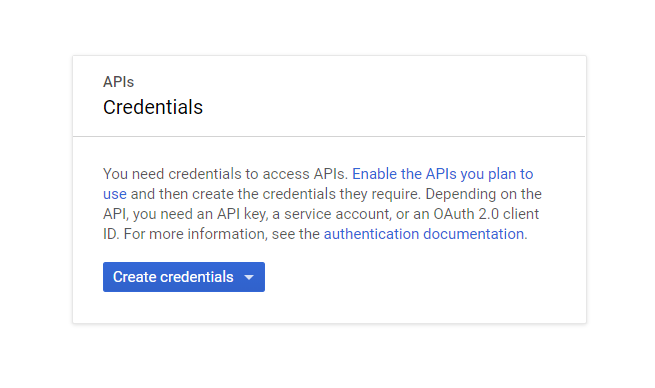 APIs
Credentials
You need credentials to access APIs. Enable the APIs you plan to
use and then create the credentials they require. Depending on the
API, you need an API key, a service account, or an OAuth 2.0 client
ID. For more information, see the authentication documentation.
Create credentials